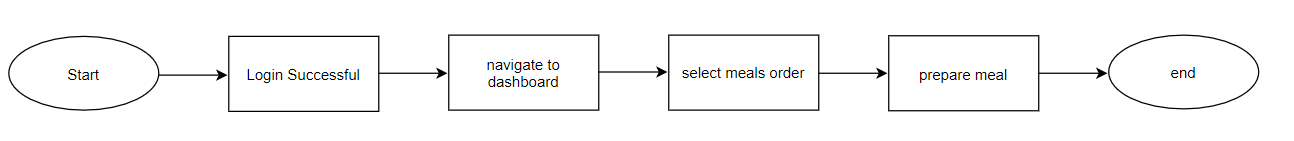 Start
Login Successful
navigate to
dashboard
select meals order
prepare meal
end